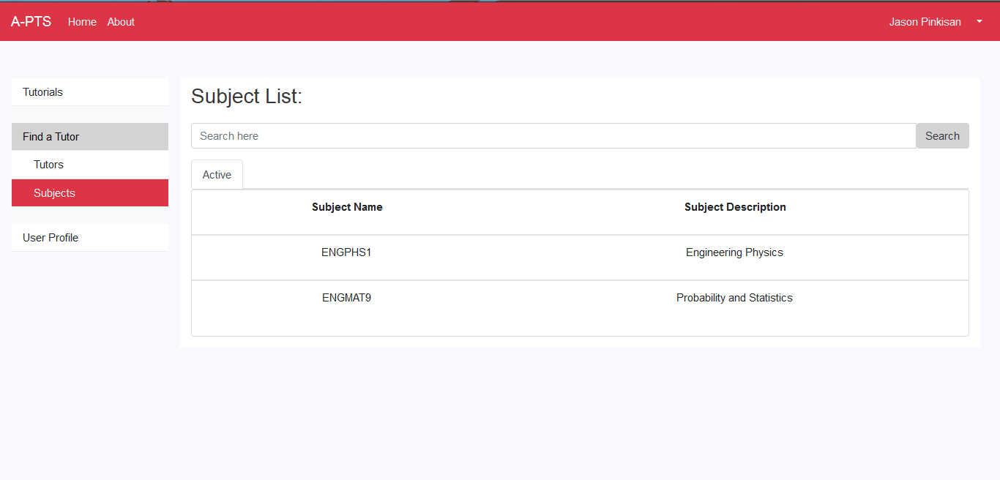 A-PTS Home About Jason Pinkisan
Tutorials
Find a Tutor
Tutors
Subjects
User Profile
Subject List:
Search here Search
Active
Subject Name Subject Description
ENGPHS1 Engineering Physics
ENGMAT9 Probability and Statistics